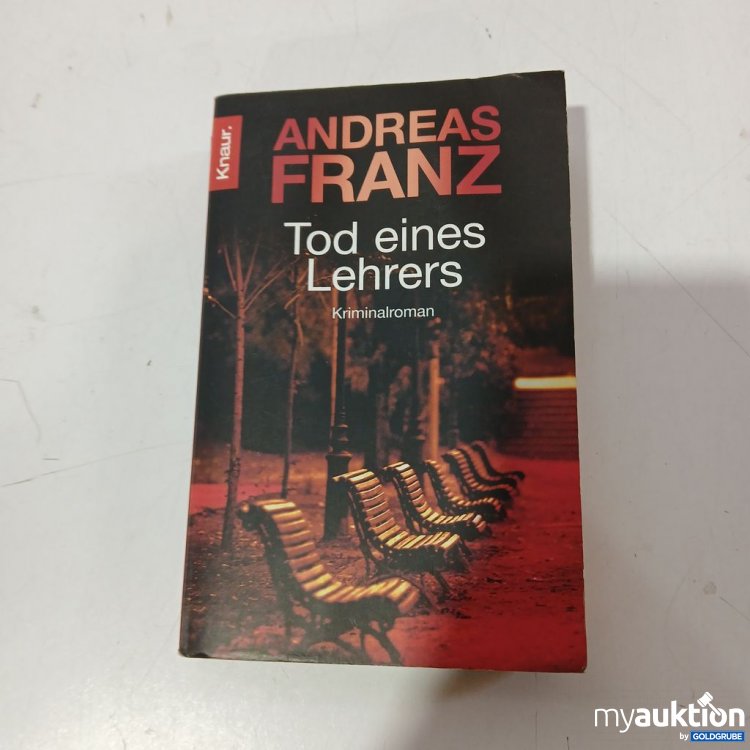 Knaur.
ANDREAS
FRANZ
Tod eines
Lehrers
Kriminalroman
myauktion
by GOLDGRUBE